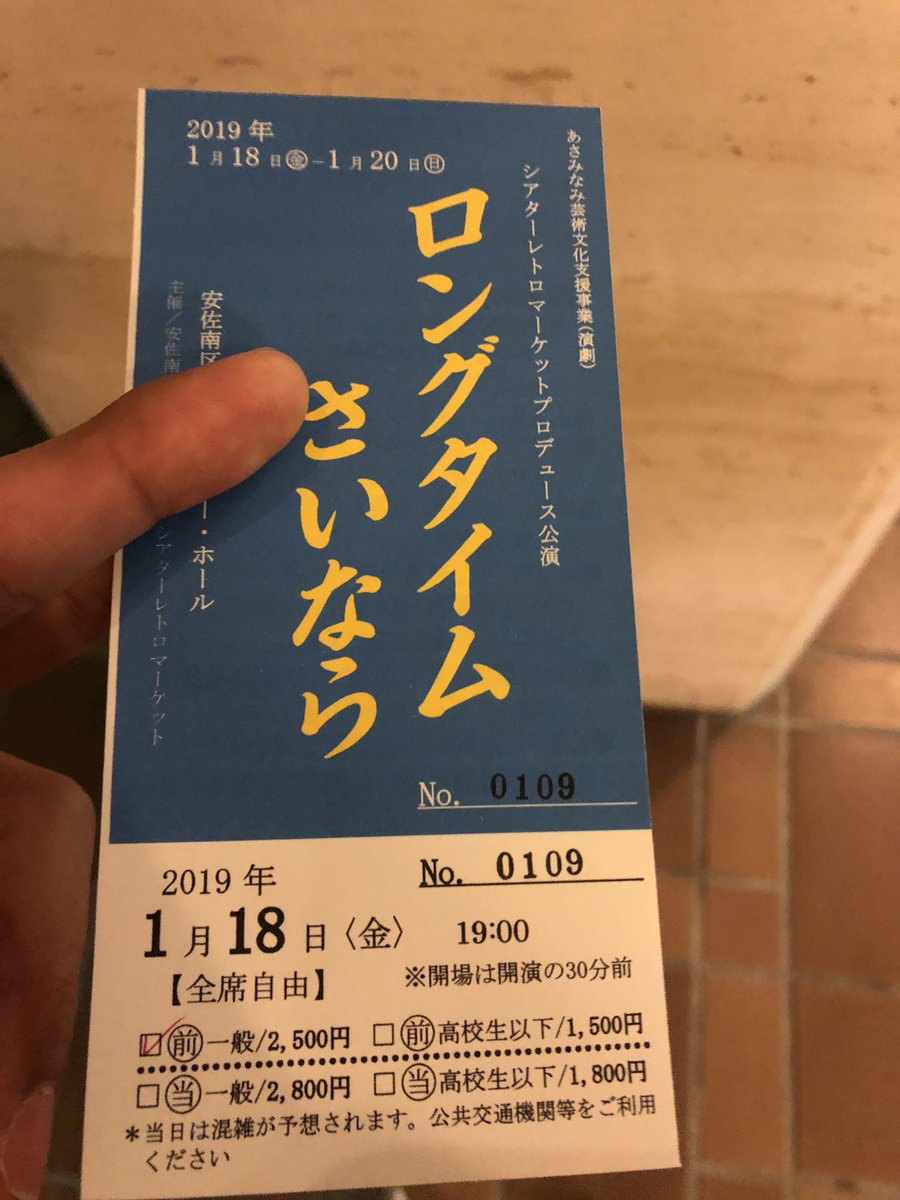 2019年
1月18日㊎-1月20日㊐
あさみなみ芸術文化支援事業(演劇)
シアターレトロマーケットプロデュース公演
ロングタイム
さいなら
安佐南区
ー・ホール
主催/安佐南
シアターレトロマーケット
No. 0109
No. 0109
2019年
1月18日〈金〉 19:00
【全席自由】 ※開場は開演の30分前
□㊞前一般/2,500円 □前高校生以下/1,500円
□当一般/2,800円 □当高校生以下/1,800円
*当日は混雑が予想されます。公共交通機関等をご利用
ください